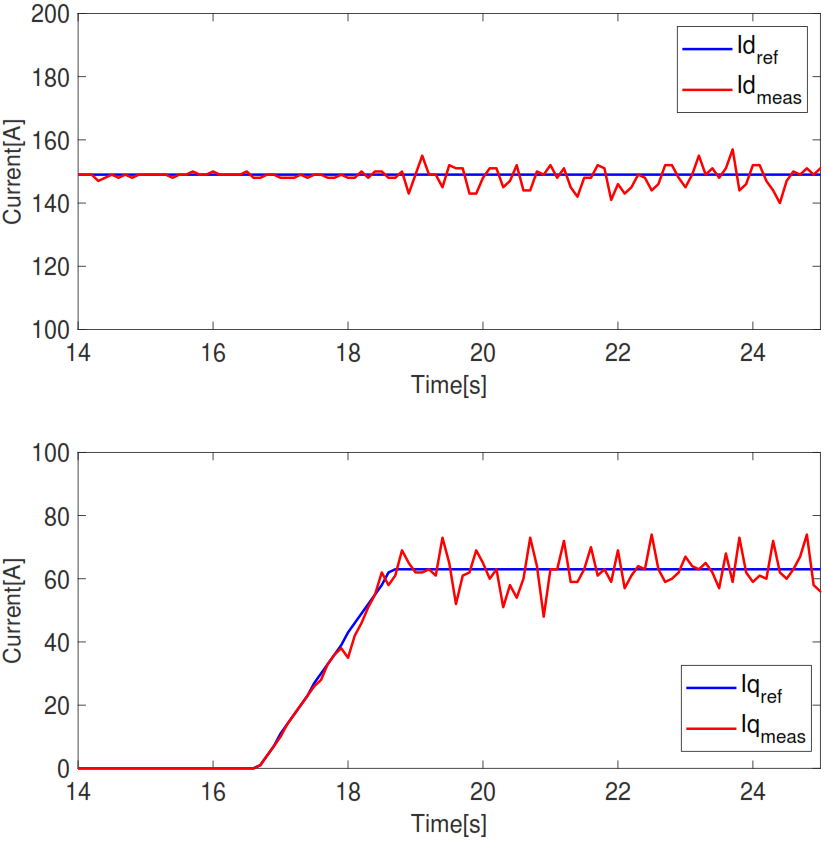 200
180
160
140
120
100
Current[A]
Id_ref
Id_meas
14 16 18 20 22 24
Time[s]
100
80
60
40
20
0
Current[A]
Iq_ref
Iq_meas
14 16 18 20 22 24
Time[s]